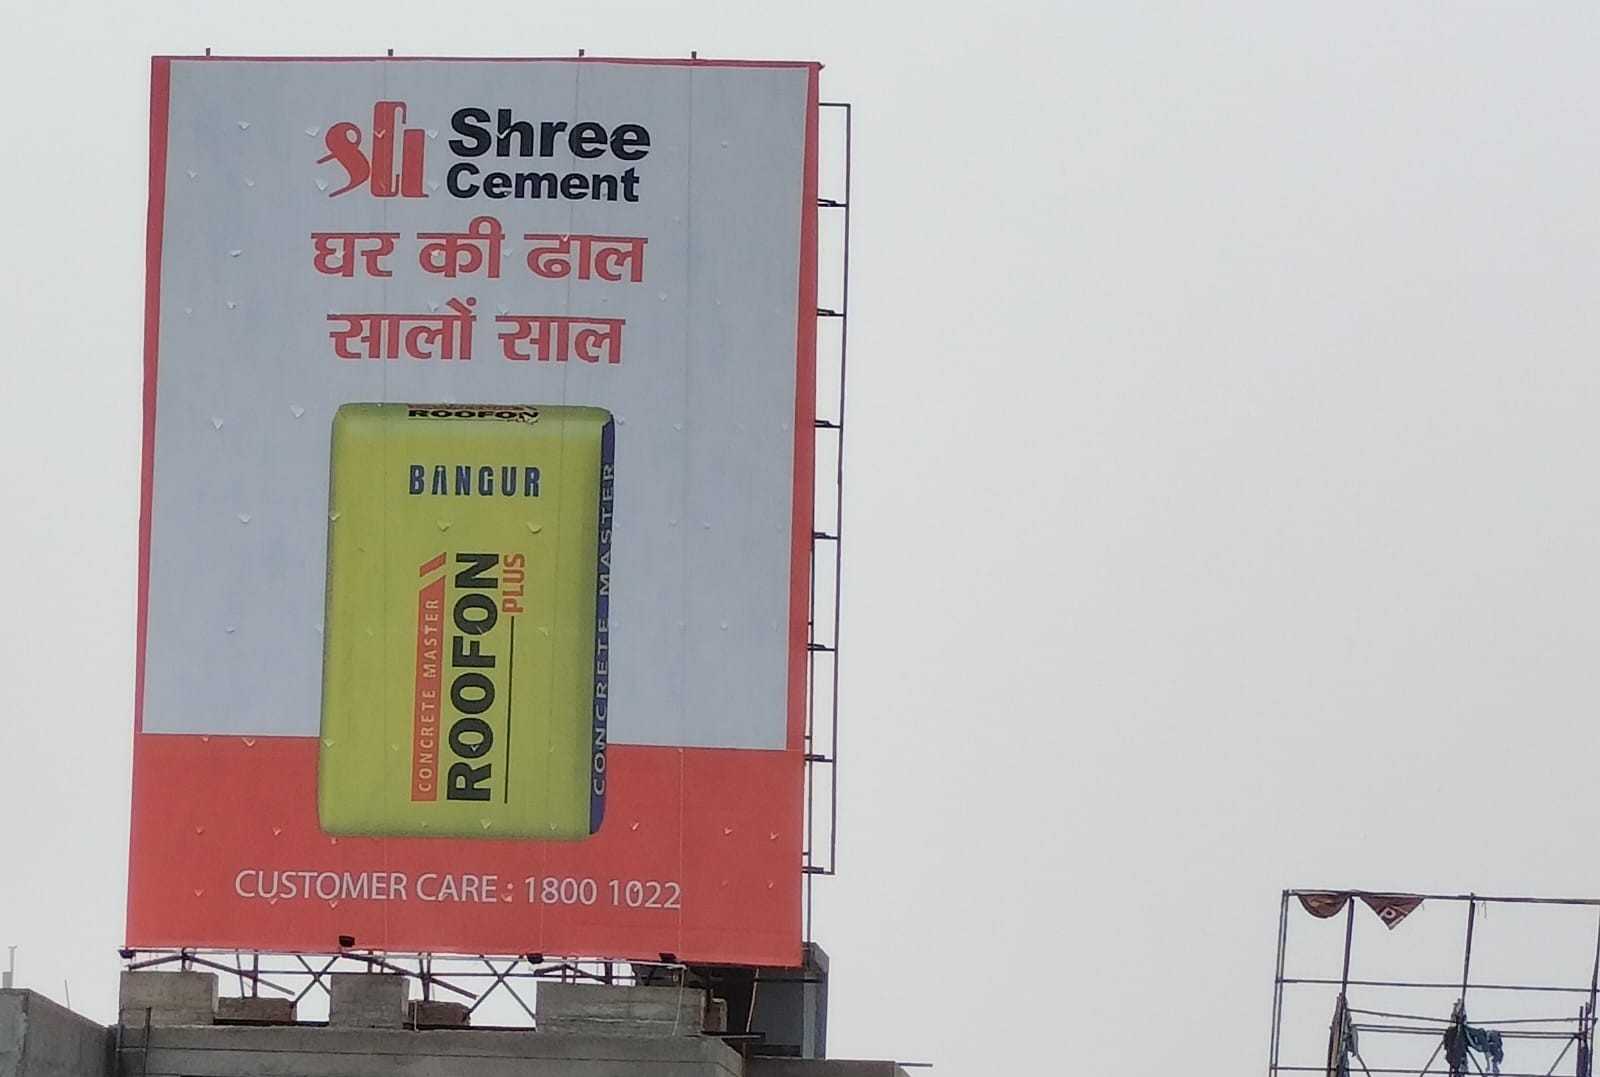 श्री
Shree
Cement
घर की ढाल
सालों साल
ROOFON
BANGUR
CONCRETE MASTER
ROOFON
PLUS
CONCRETE MASTER
CUSTOMER CARE : 1800 1022